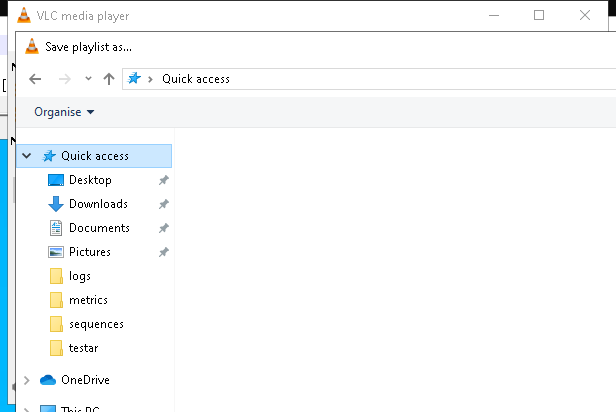 VLC media player
Save playlist as...
Quick access
Organise
Quick access
Desktop
Downloads
Documents
Pictures
logs
metrics
sequences
testar
OneDrive
This PC